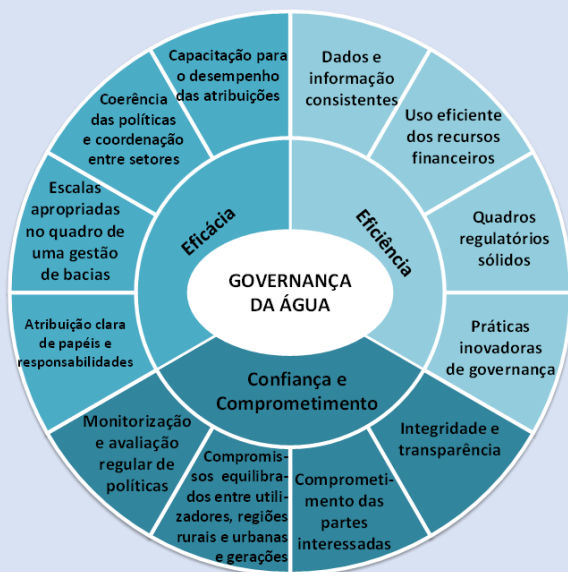 Capacitação para
o desempenho
das atribuições
Dados e
informação
consistentes
Coerência
das políticas
e coordenação
entre setores
Uso eficiente
dos recursos
financeiros
Escalas
apropriadas
no quadro de
uma gestão
de bacias
Quadros
regulatórios
sólidos
Atribuição clara
de papéis e
responsabilidades
Práticas
inovadoras
de governança
Eficácia
Eficiência
GOVERNANÇA
DA ÁGUA
Confiança e
Comprometimento
Monitorização
e avaliação
regular de
políticas
Compromis-
sos equilibra-
dos entre utili-
zadores, regiões
rurais e urbanas
e gerações
Comprometi-
mento das
partes
interessadas
Integridade e
transparência